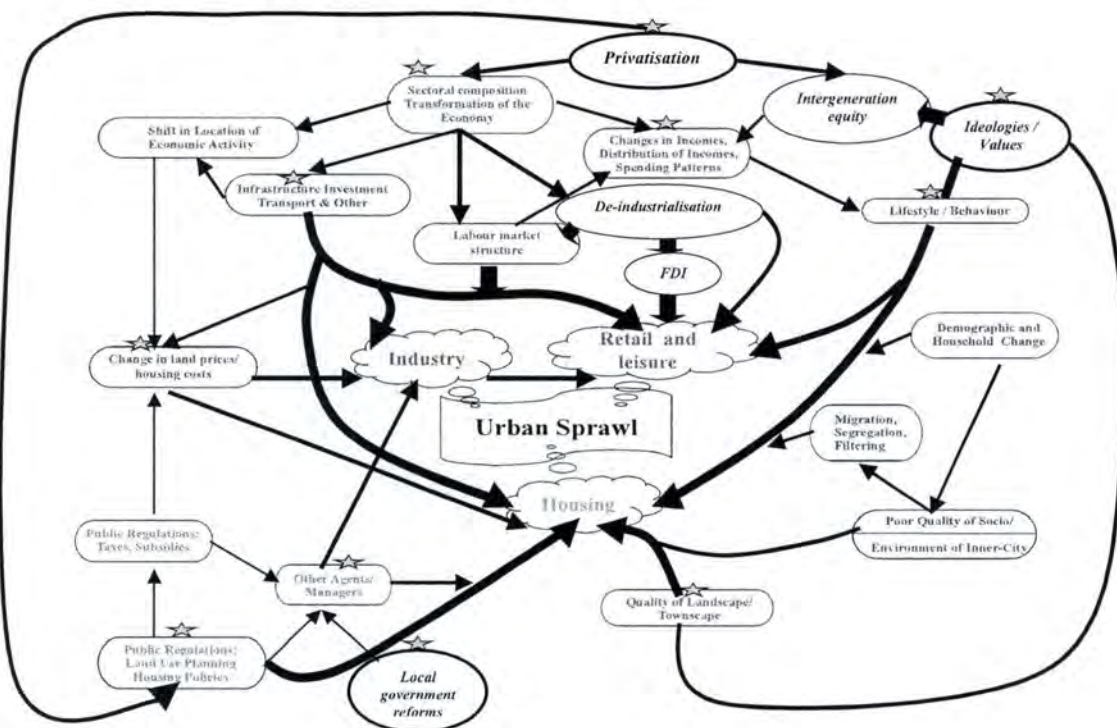 Privatisation
Sectoral composition
Transformation of the
Economy
Intergeneration
equity
Ideologies /
Values
Shift in Location of
Economic Activity
Changes in Incomes,
Distribution of Incomes,
Spending Patterns
Infrastructure Investment
Transport & Other
De-industrialisation
Lifestyle / Behaviour
Labour market
structure
FDI
Change in land prices/
housing costs
Industry
Retail and
leisure
Demographic and
Household Change
Urban Sprawl
Migration,
Segregation,
Filtering
Housing
Poor Quality of Socio/
Environment of Inner-City
Public Regulations:
Taxes, Subsidies
Other Agents/
Managers
Quality of Landscape/
Townscape
Public Regulations:
Land Use Planning
Housing Policies
Local
government
reforms